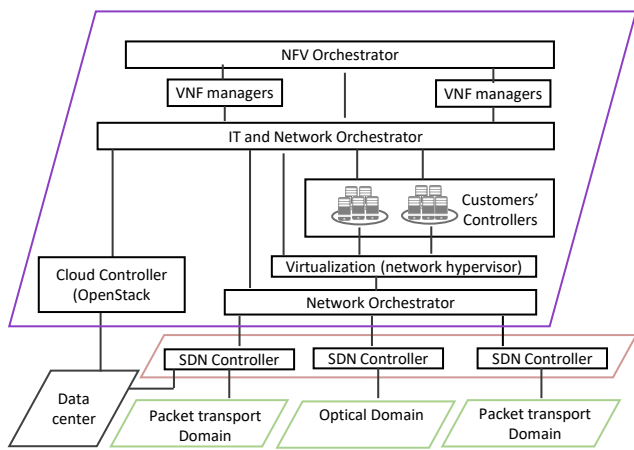 NFV Orchestrator
VNF managers
VNF managers
IT and Network Orchestrator
Customers'
Controllers
Cloud Controller
(OpenStack
Virtualization (network hypervisor)
Network Orchestrator
SDN Controller
SDN Controller
SDN Controller
Data
center
Packet transport
Domain
Optical Domain
Packet transport
Domain